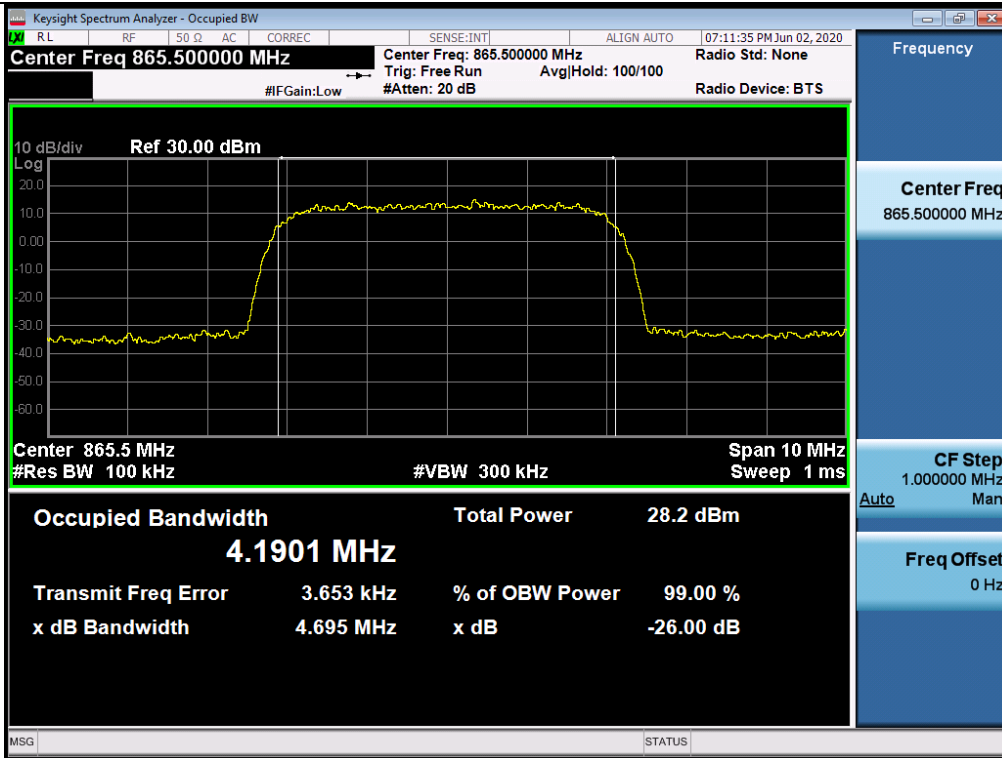 Keysight Spectrum Analyzer - Occupied BW
LXI RL RF 50 Ω AC CORREC SENSE:INT ALIGN AUTO 07:11:35 PM Jun 02, 2020
Center Freq 865.500000 MHz
Center Freq: 865.500000 MHz
Radio Std: None
Trig: Free Run Avg|Hold: 100/100
#IFGain:Low #Atten: 20 dB Radio Device: BTS
10 dB/div Ref 30.00 dBm
Log
20.0
10.0
0.00
-10.0
-20.0
-30.0
-40.0
-50.0
-60.0
Center 865.5 MHz Span 10 MHz
#Res BW 100 kHz #VBW 300 kHz Sweep 1 ms
Occupied Bandwidth Total Power 28.2 dBm
4.1901 MHz
Transmit Freq Error 3.653 kHz % of OBW Power 99.00 %
x dB Bandwidth 4.695 MHz x dB -26.00 dB
MSG STATUS
Frequency
Center Freq
865.500000 MHz
CF Step
1.000000 MHz
Auto Man
Freq Offset
0 Hz